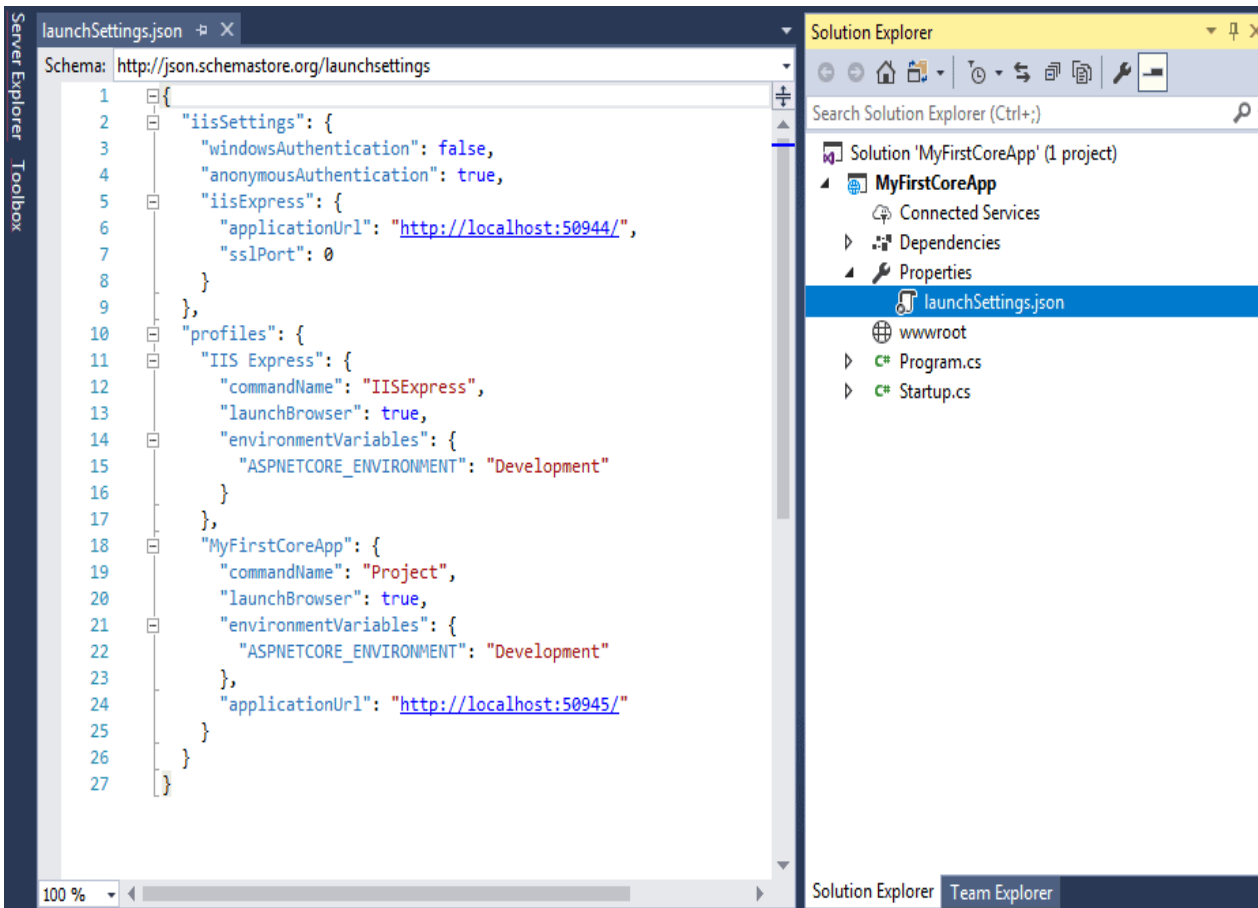 Server Explorer
Toolbox
launchSettings.json
Schema: http://json.schemastore.org/launchsettings
1 {
2 "iisSettings": {
3 "windowsAuthentication": false,
4 "anonymousAuthentication": true,
5 "iisExpress": {
6 "applicationUrl": "http://localhost:50944/",
7 "sslPort": 0
8 }
9 },
10 "profiles": {
11 "IIS Express": {
12 "commandName": "IISExpress",
13 "launchBrowser": true,
14 "environmentVariables": {
15 "ASPNETCORE_ENVIRONMENT": "Development"
16 }
17 },
18 "MyFirstCoreApp": {
19 "commandName": "Project",
20 "launchBrowser": true,
21 "environmentVariables": {
22 "ASPNETCORE_ENVIRONMENT": "Development"
23 },
24 "applicationUrl": "http://localhost:50945/"
25 }
26 }
27 }
100 %
Solution Explorer
Search Solution Explorer (Ctrl+;)
Solution 'MyFirstCoreApp' (1 project)
MyFirstCoreApp
Connected Services
Dependencies
Properties
launchSettings.json
wwwroot
C# Program.cs
C# Startup.cs
Solution Explorer Team Explorer